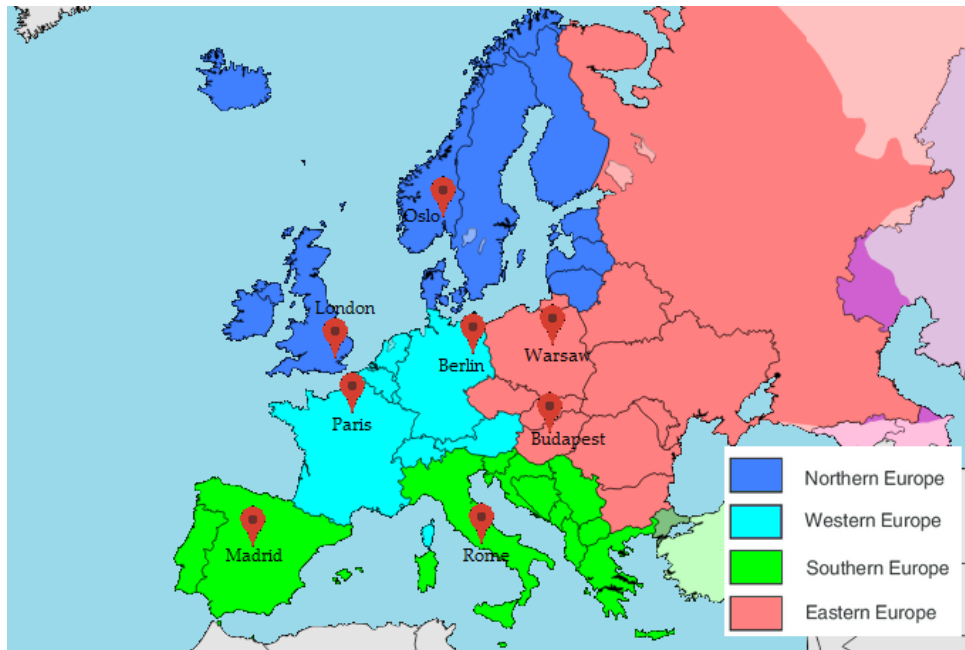 Oslo
London
Berlin
Warsaw
Paris
Budapest
Madrid
Rome
Northern Europe
Western Europe
Southern Europe
Eastern Europe